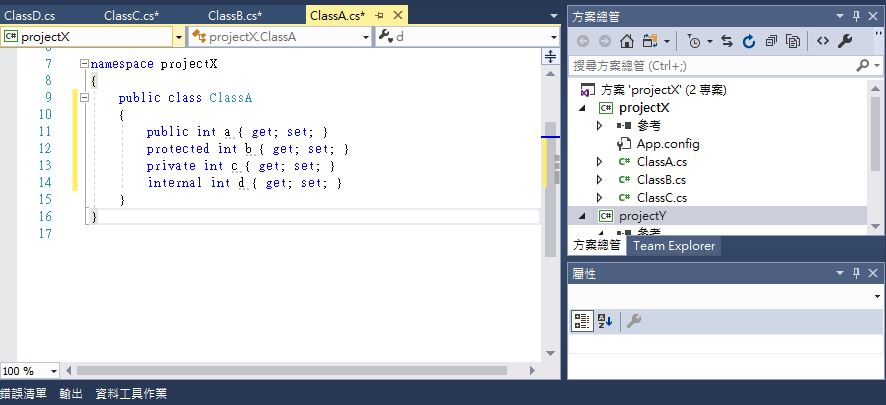 ClassD.cs ClassC.cs* ClassB.cs* ClassA.cs*
projectX projectX.ClassA d
7 namespace projectX
8 {
9 public class ClassA
10 {
11 public int a { get; set; }
12 protected int b { get; set; }
13 private int c { get; set; }
14 internal int d { get; set; }
15 }
16 }
17
100 %
錯誤清單 輸出 資料工具作業
方案總管
搜尋方案總管 (Ctrl+;)
方案 'projectX' (2 專案)
projectX
參考
App.config
ClassA.cs
ClassB.cs
ClassC.cs
projectY
參考
方案總管 Team Explorer
屬性